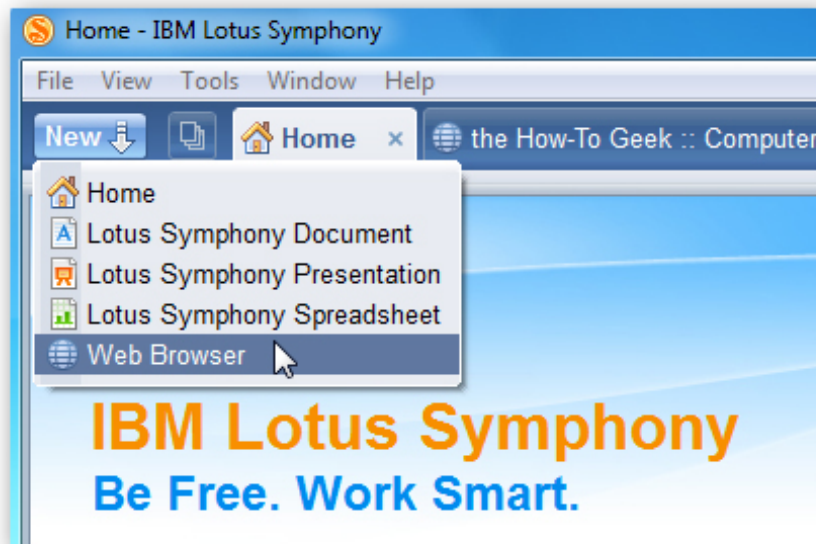 Home - IBM Lotus Symphony
File View Tools Window Help
New Home × the How-To Geek :: Computer
Home
Lotus Symphony Document
Lotus Symphony Presentation
Lotus Symphony Spreadsheet
Web Browser
IBM Lotus Symphony
Be Free. Work Smart.